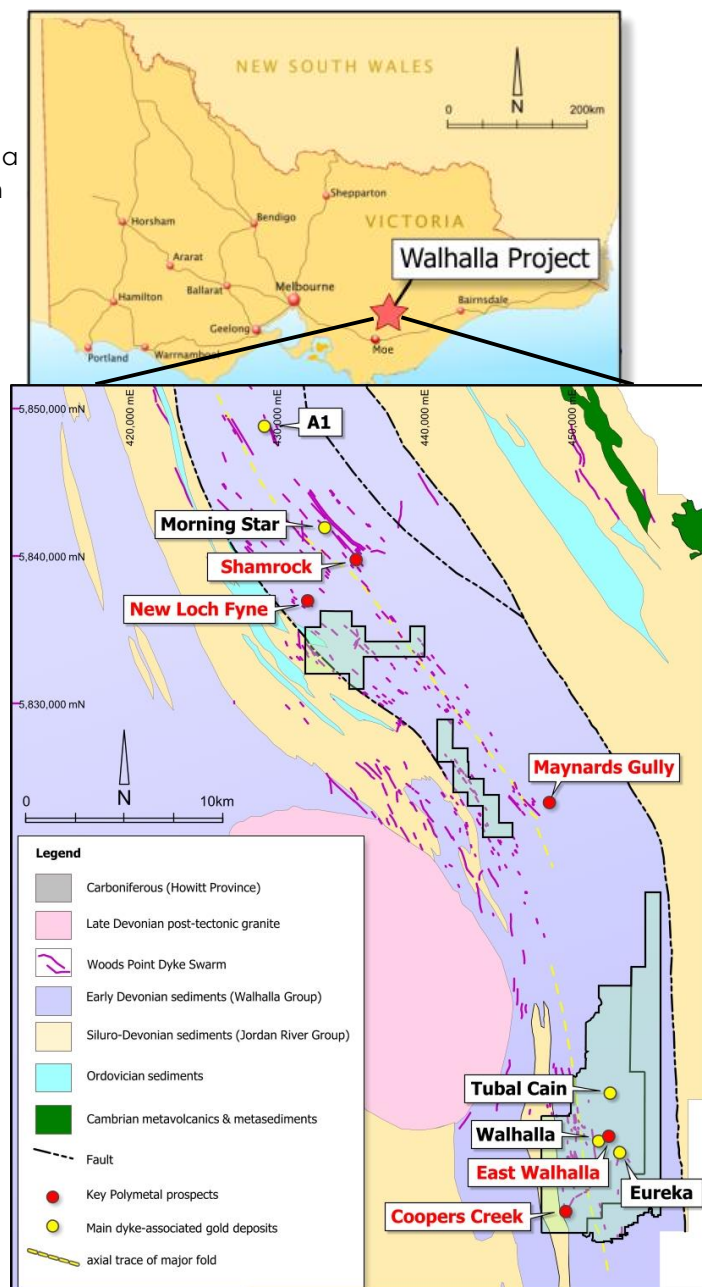 a
NEW SOUTH WALES
0 N 200km
Shepparton
Horsham
Bendigo
VICTORIA
Ararat
Walhalla Project
Ballarat
Melbourne
Hamilton
Bairnsdale
Geelong
Moe
Portland
5,850,000 mN
420,000 mE
430,000 mE
440,000 mE
450,000 mE
A1
Morning Star
5,840,000 mN
Shamrock
New Loch Fyne
5,830,000 mN
Maynards Gully
N
0 10km
Legend
Carboniferous (Howitt Province)
Late Devonian post-tectonic granite
Woods Point Dyke Swarm
Early Devonian sediments (Walhalla Group)
Siluro-Devonian sediments (Jordan River Group)
Ordovician sediments
Cambrian metavolcanics & metasediments
Fault
Key Polymetal prospects
Main dyke-associated gold deposits
axial trace of major fold
Tubal Cain
Walhalla
East Walhalla
Eureka
Coopers Creek